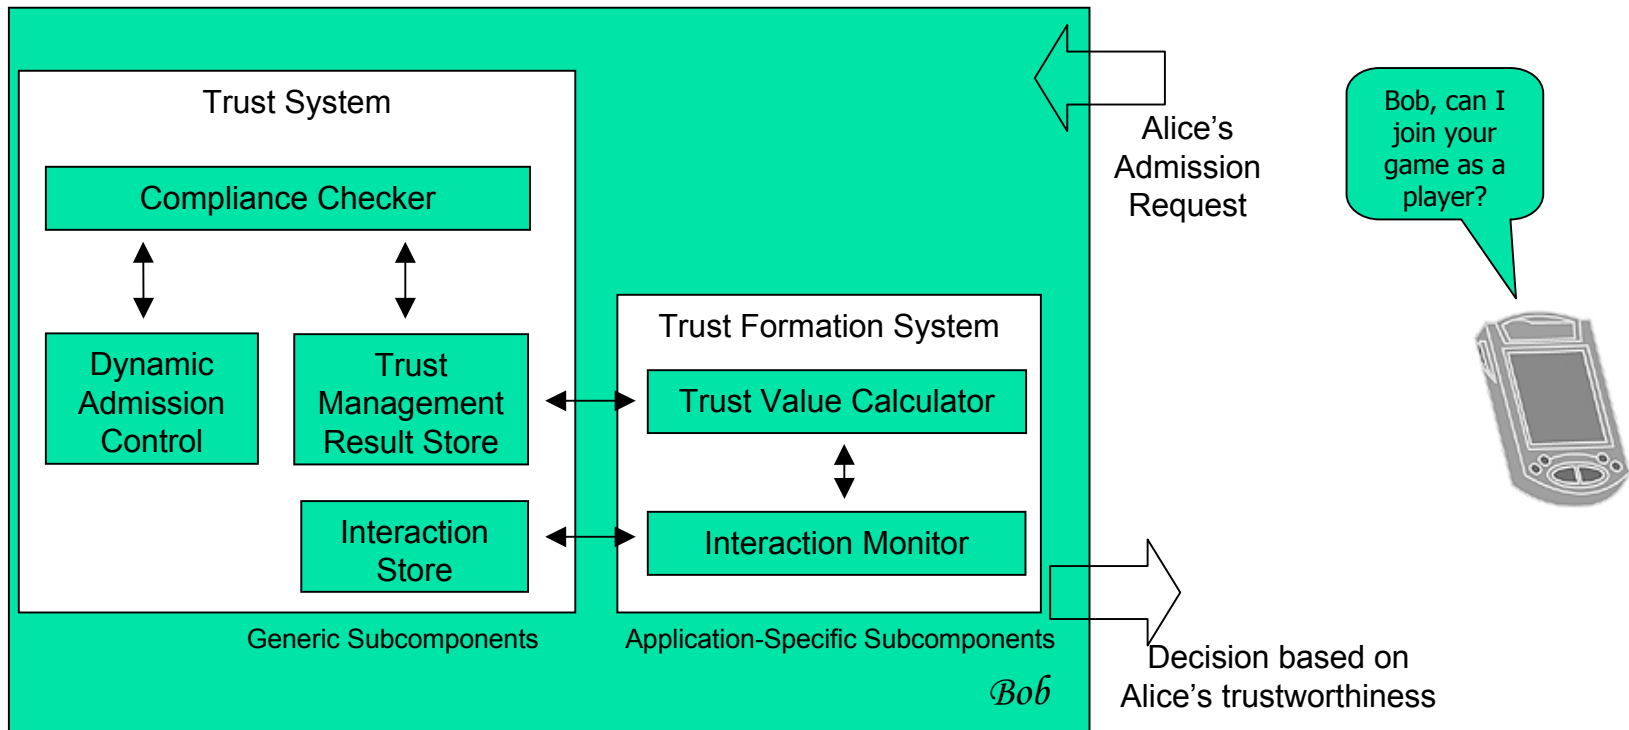 Trust System
Compliance Checker
Dynamic
Admission
Control
Trust
Management
Result Store
Interaction
Store
Generic Subcomponents
Trust Formation System
Trust Value Calculator
Interaction Monitor
Application-Specific Subcomponents
Bob
Alice’s
Admission
Request
Bob, can I
join your
game as a
player?
Decision based on
Alice’s trustworthiness